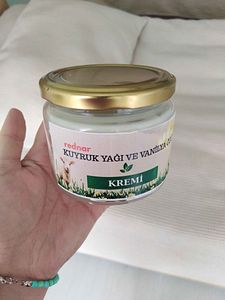 rednar
KUYRUK YAĞI VE VANİLYA
KREMİ